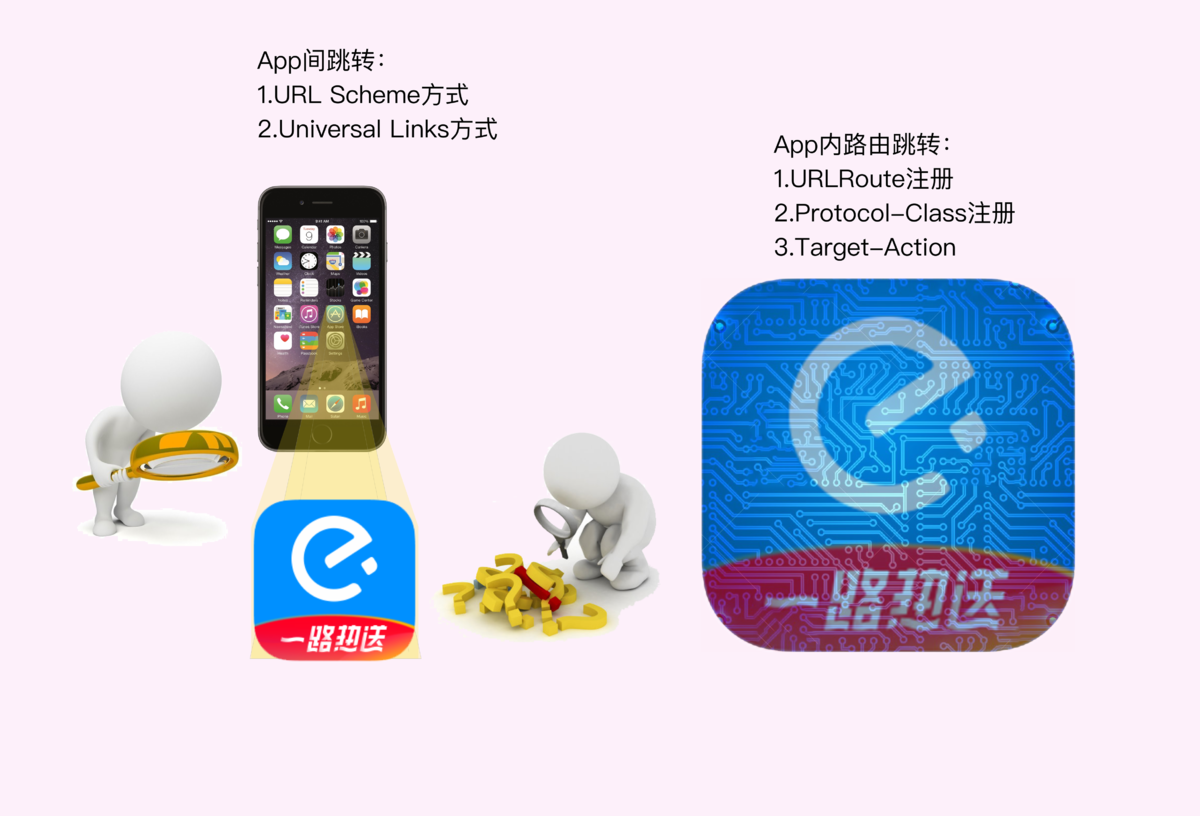 App间跳转：
1.URL Scheme方式
2.Universal Links方式
App内路由跳转：
1.URLRoute注册
2.Protocol-Class注册
3.Target-Action
一路热送
一路热送